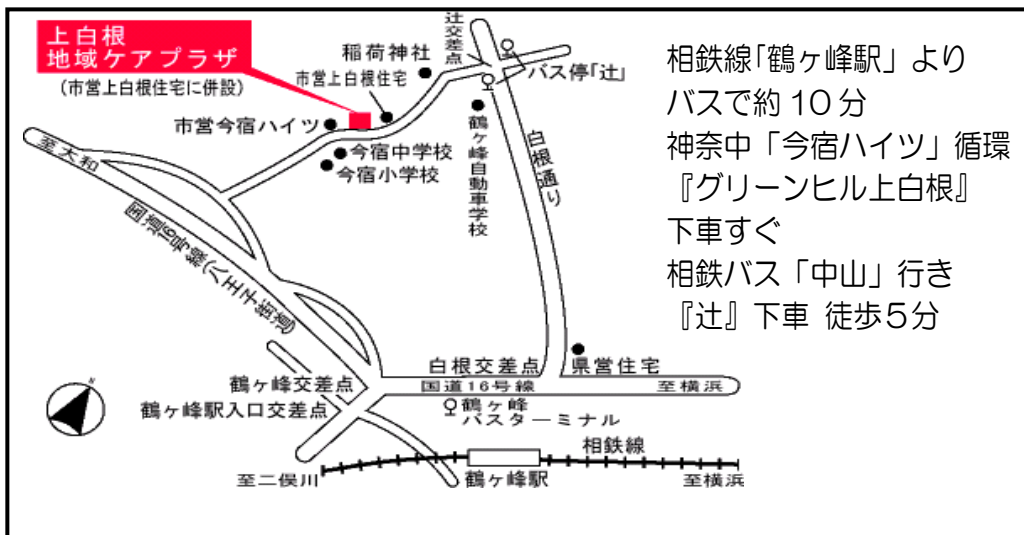 上白根
地域ケアプラザ
(市営上白根住宅に併設)
稲荷神社
市営上白根住宅
辻交差点
バス停「辻」
市営今宿ハイツ
今宿中学校
今宿小学校
鶴ヶ峰自動車学校
白根通り
至大和
国道16号線(八王子街道)
白根交差点
県営住宅
鶴ヶ峰交差点
国道16号線
至横浜
鶴ヶ峰駅入口交差点
鶴ヶ峰
バスターミナル
相鉄線
至二俣川
鶴ヶ峰駅
至横浜
N
相鉄線「鶴ヶ峰駅」より
バスで約10分
神奈中「今宿ハイツ」循環
『グリーンヒル上白根』
下車すぐ
相鉄バス「中山」行き
『辻』下車 徒歩5分